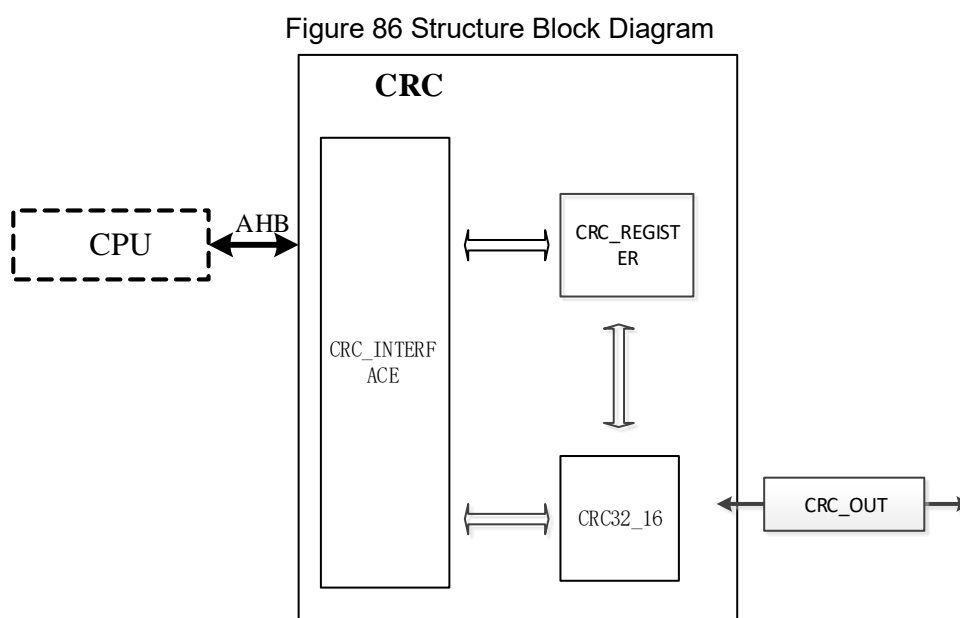 Figure 86 Structure Block Diagram
CRC
AHB
CPU
CRC_REGIST
ER
CRC_INTERF
ACE
CRC32_16
CRC_OUT